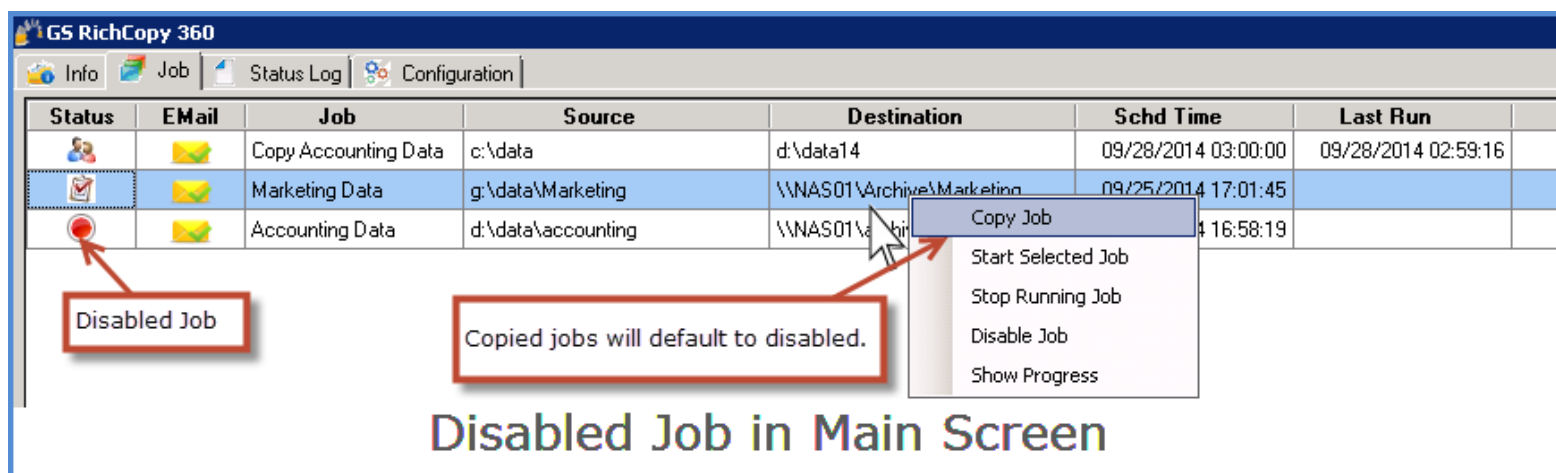 GS RichCopy 360
Info Job Status Log Configuration
Status EMail Job Source Destination Schd Time Last Run
Copy Accounting Data c:\data d:\data14 09/28/2014 03:00:00 09/28/2014 02:59:16
Marketing Data g:\data\Marketing \\NAS01\Archive\Marketing 09/25/2014 17:01:45
Accounting Data d:\data\accounting 16:58:19
Copy Job
Start Selected Job
Stop Running Job
Disable Job
Show Progress
Disabled Job
Copied jobs will default to disabled.
Disabled Job in Main Screen